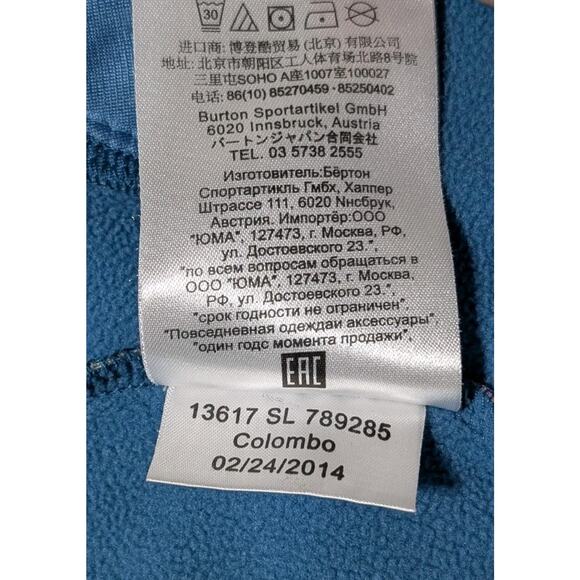 30
进口商: 博登酷贸易 (北京) 有限公司
地址: 北京市朝阳区工人体育场北路8号院
三里屯SOHO A座1007室100027
电话: 86(10) 85270459 · 85250402
Burton Sportartikel GmbH
6020 Innsbruck, Austria
バートンジャパン合同会社
TEL. 03 5738 2555
Изготовитель:Бёртон
Спортартикль Гмбх, Халлер
Штрассе 111, 6020 Ninсбрук,
Австрия. Импортёр:ООО
"ЮМА", 127473, г. Москва, РФ,
ул. Достоевского 23.",
"по всем вопросам обращаться в
ООО "ЮМА", 127473, г. Москва,
РФ, ул. Достоевского 23.",
"срок годности не ограничен"
"Повседневная одеждаи аксессуары"
"один годс момента продажи",
EAC
13617 SL 789285
Colombo
02/24/2014